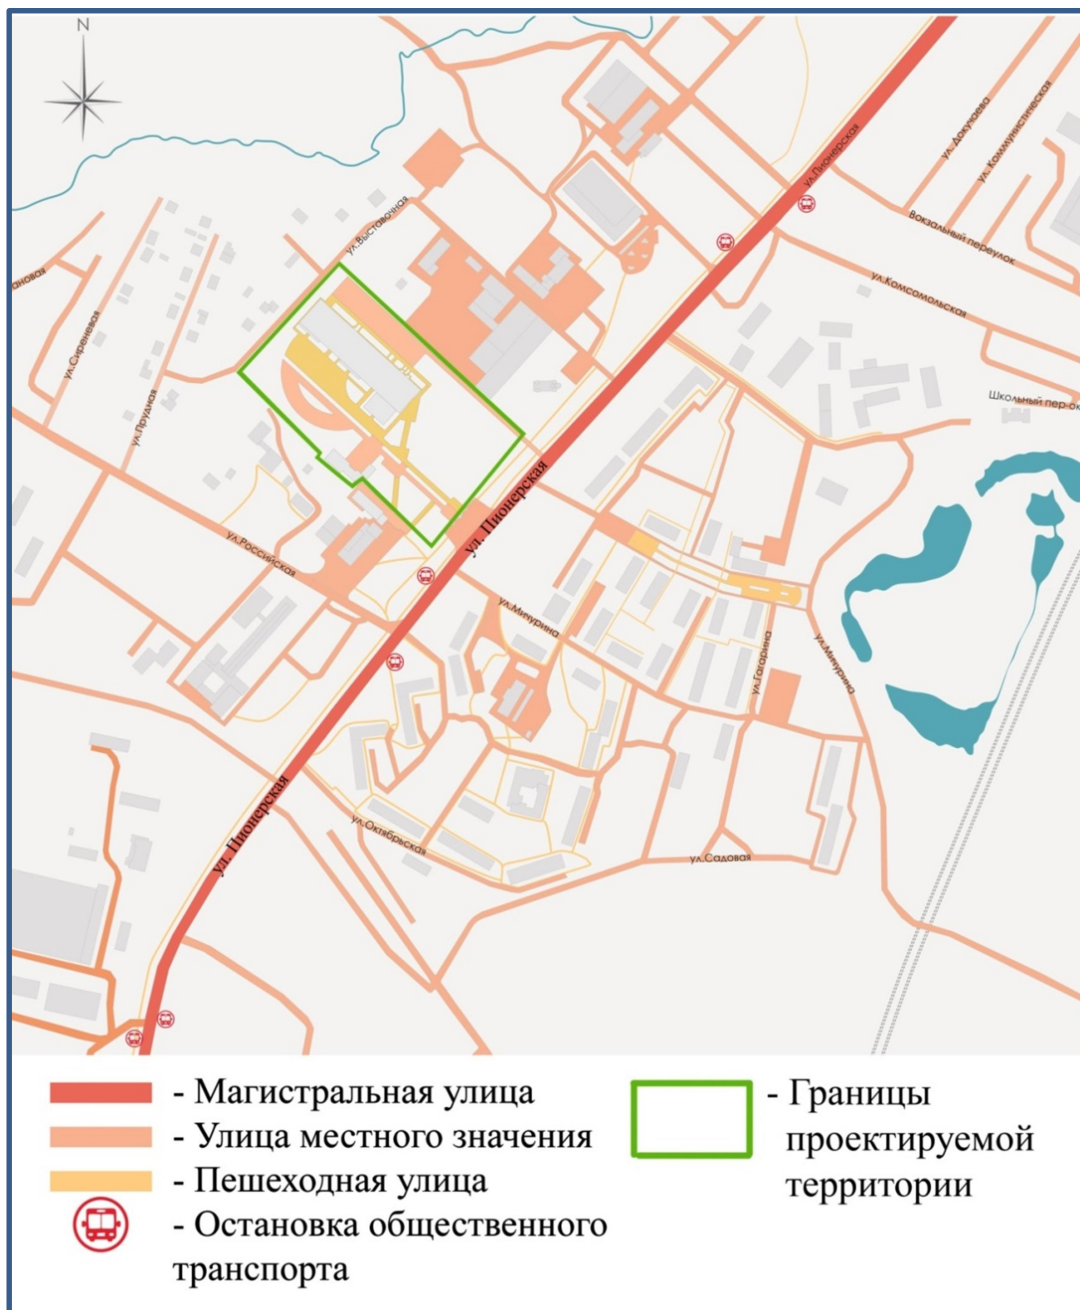 N
ул.Пионерская
ул. Докучаева
ул. Коммунистическая
Вокзальный переулок
ул.Выставочная
ул.Комсомольская
ановая
ул.Сиреневая
ул.Прудная
Школьный пер-ок
ул. Пионерская
ул.Российская
ул.Мичурина
ул.Гагарина
ул.Мичурина
ул. Пионерская
ул.Октябрьская
ул.Садовая
- Магистральная улица
- Улица местного значения
- Пешеходная улица
- Остановка общественного
транспорта
- Границы
проектируемой
территории